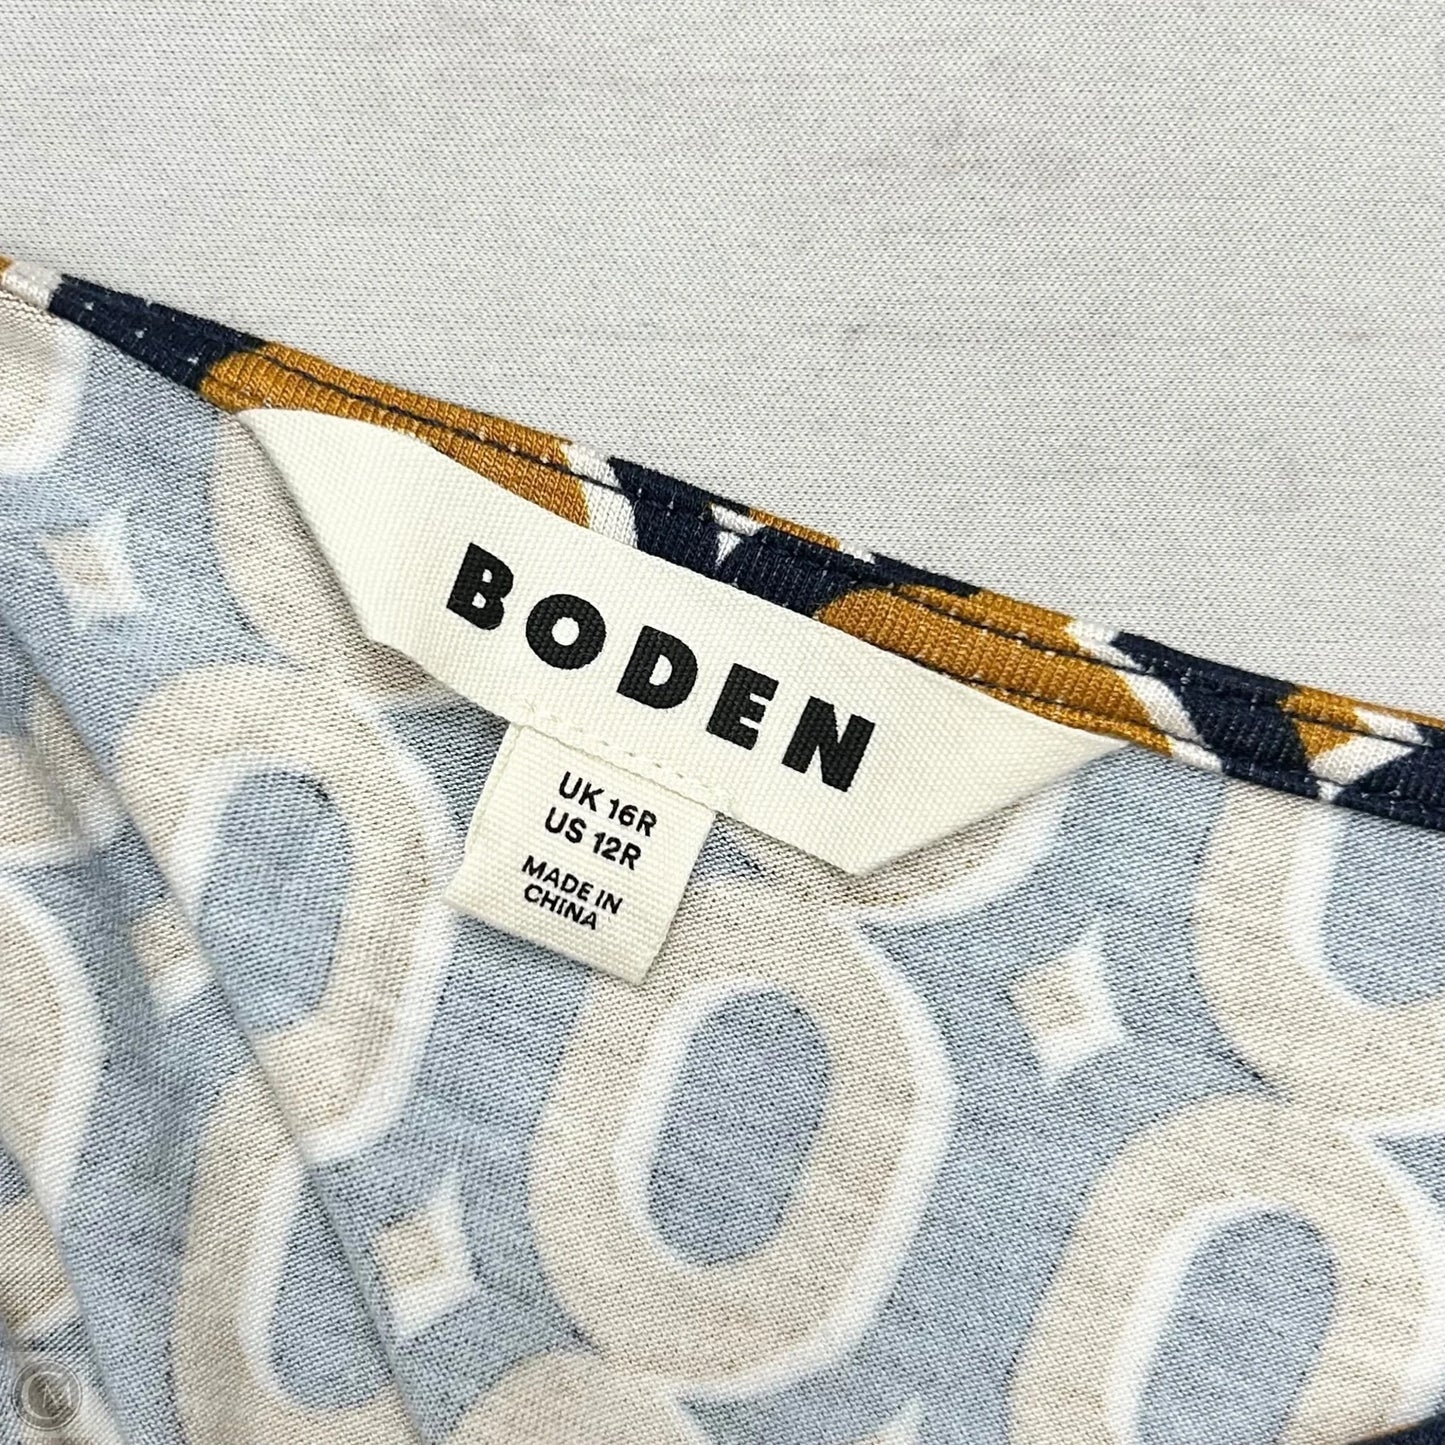 BODEN
UK 16R
US 12R
MADE IN
CHINA